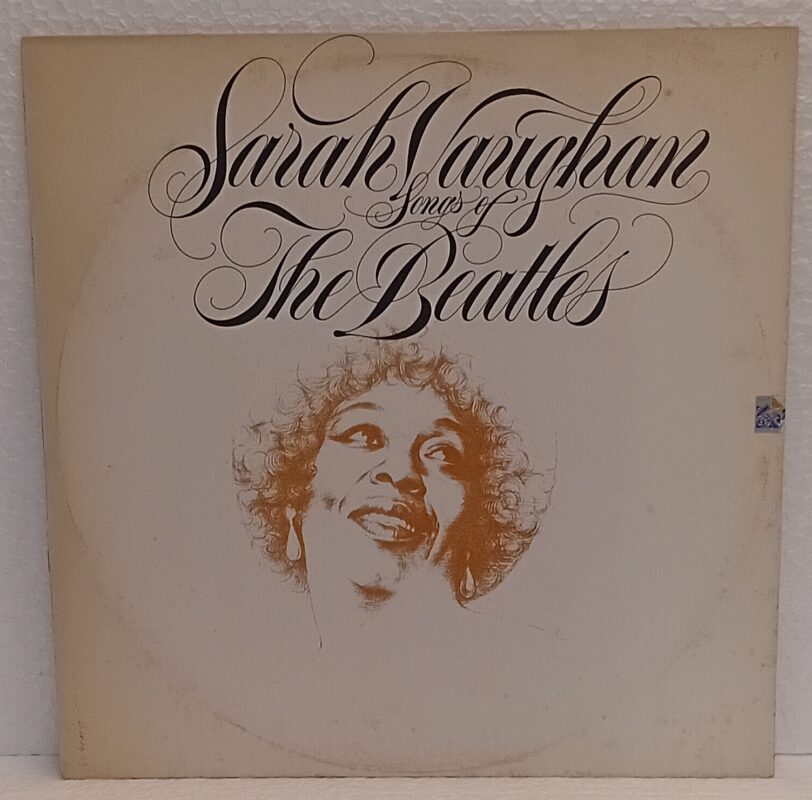 Sarah Vaughan
Songs of
The Beatles